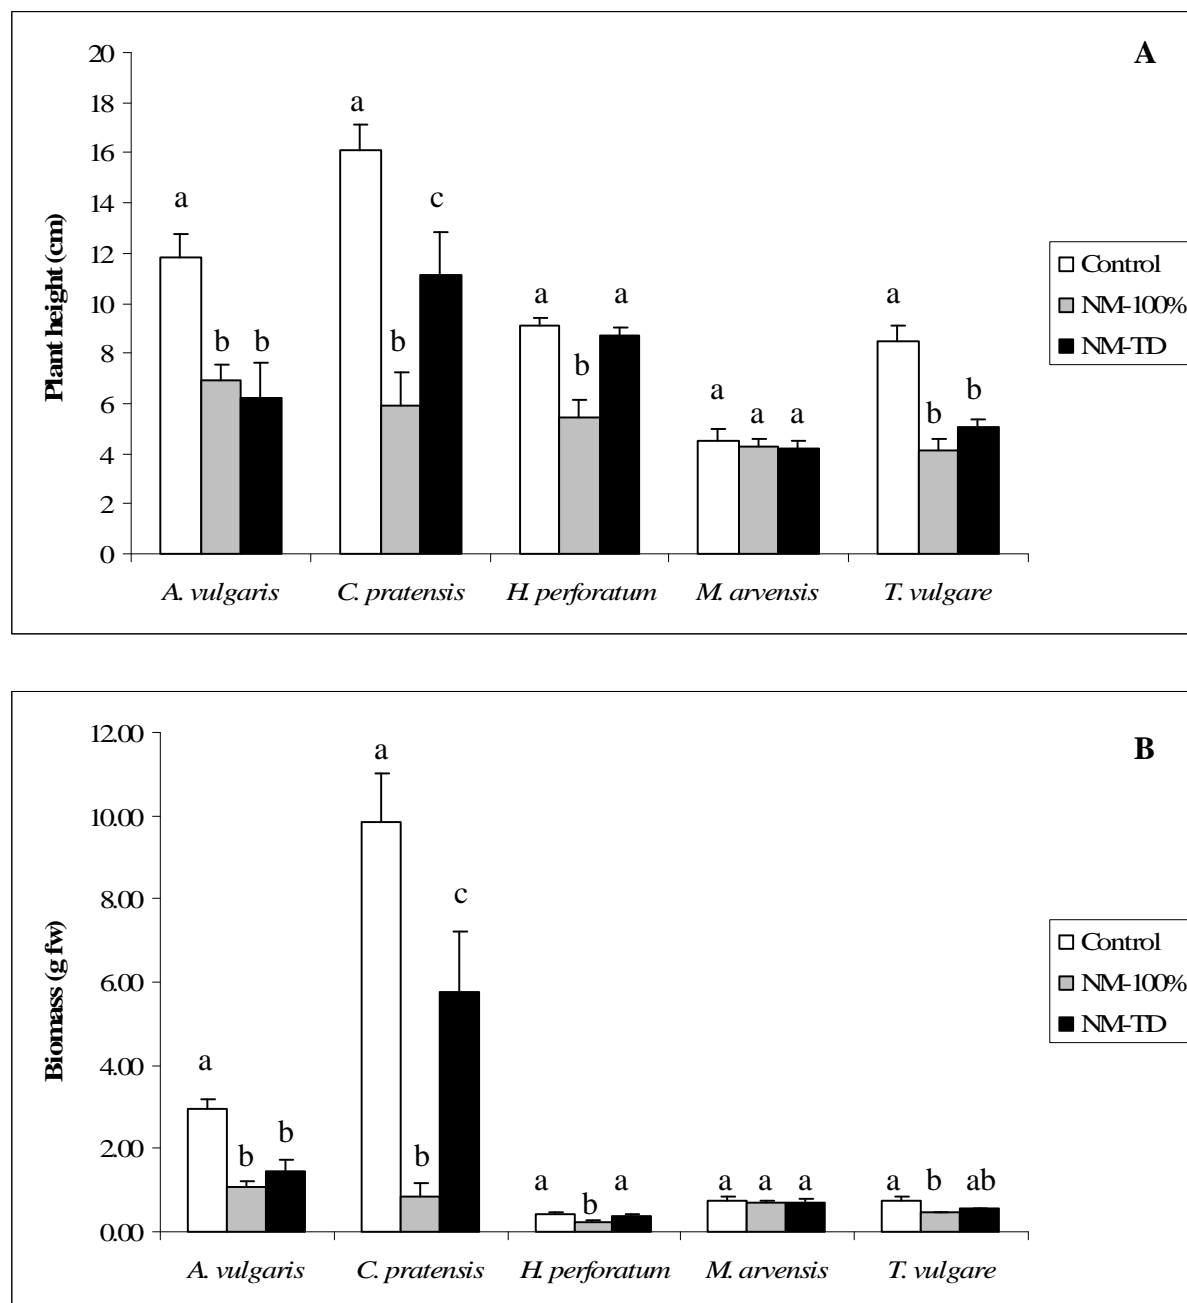 A
20
18
16
14
12
10
8
6
4
2
0
Plant height (cm)
a
b
b
a
b
c
a
b
a
a
a
a
a
b
b
A. vulgaris
C. pratensis
H. perforatum
M. arvensis
T. vulgare
Control
NM-100%
NM-TD
B
12.00
10.00
8.00
6.00
4.00
2.00
0.00
Biomass (g fw)
a
b
b
a
b
c
a
b
a
a
a
a
a
b
ab
A. vulgaris
C. pratensis
H. perforatum
M. arvensis
T. vulgare
Control
NM-100%
NM-TD